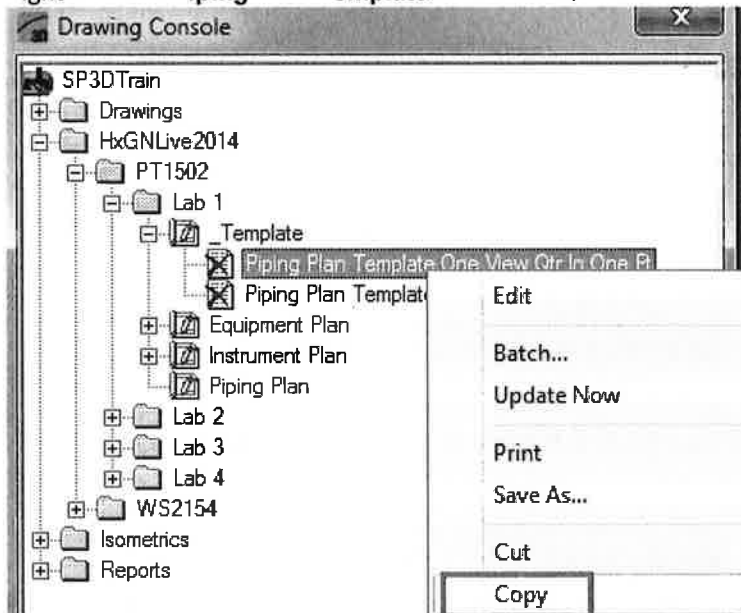 Drawing Console
SP3DTrain
Drawings
HxGNLive2014
PT1502
Lab 1
_Template
Piping Plan Template One View Qtr In One Pt
Piping Plan Template
Equipment Plan
Instrument Plan
Piping Plan
Lab 2
Lab 3
Lab 4
WS2154
Isometrics
Reports
Edit
Batch...
Update Now
Print
Save As...
Cut
Copy